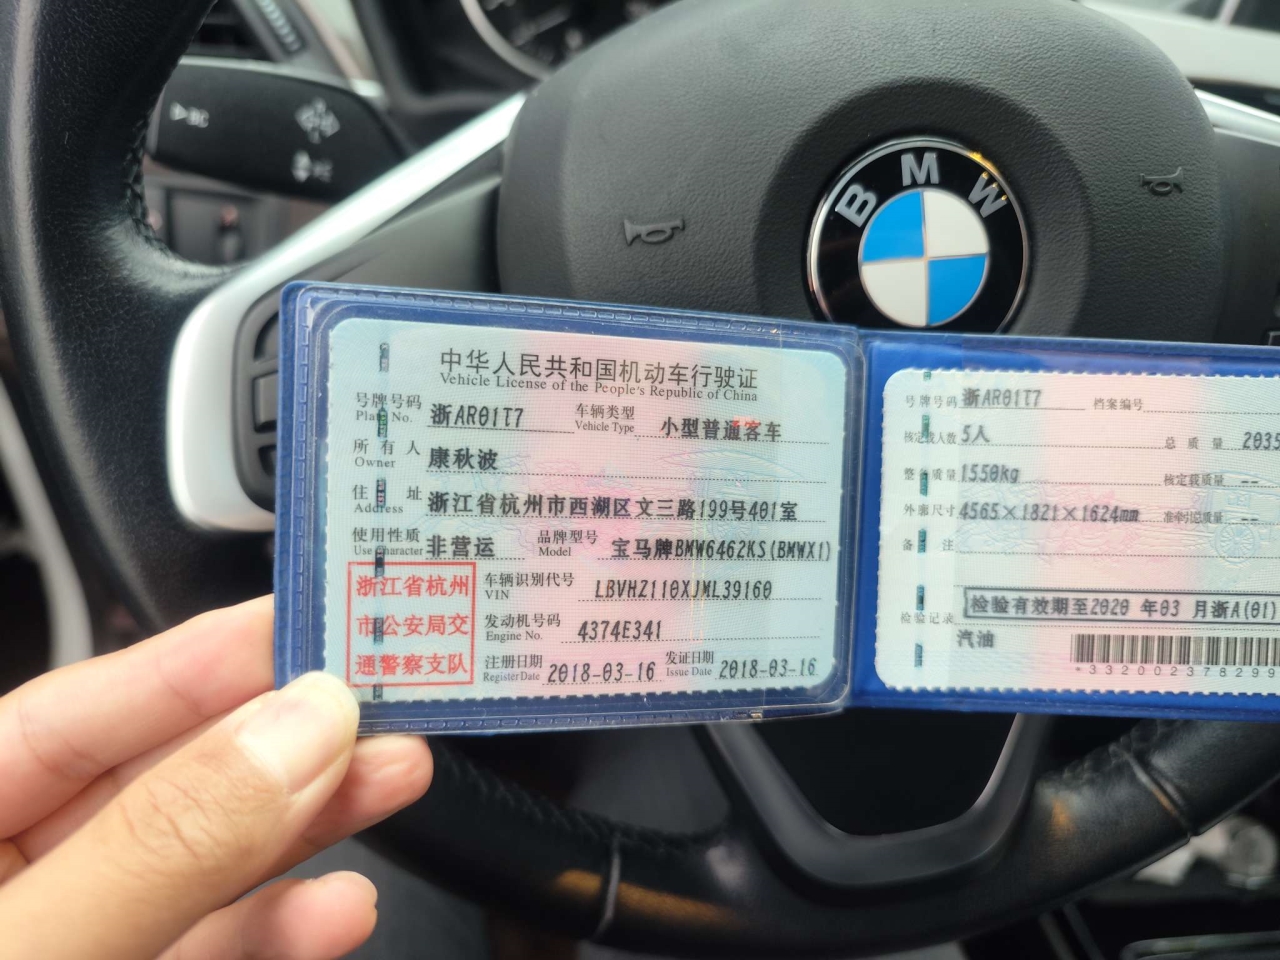 BMW
中华人民共和国机动车行驶证
Vehicle License of the People's Republic of China
号牌号码 浙AR01T7 车辆类型 小型普通客车
Plate No. Vehicle Type
所有人 康秋波
Owner
住址 浙江省杭州市西湖区文三路199号401室
Address
使用性质 非营运 品牌型号 宝马牌BMW6462KS(BMWX1)
Use Character Model
浙江省杭州
市公安局交
通警察支队
车辆识别代号 LBVHZ110XJML39160
VIN
发动机号码 4374E341
Engine No.
注册日期 2018-03-16 发证日期 2018-03-16
Register Date Issue Date
号牌号码 浙AR01T7 档案编号
核定载人数 5人 总质量 2035
整备质量 1550kg 核定载质量 --
外廓尺寸 4565×1821×1624mm 准牵引总质量 --
备注
检验记录 检验有效期至2020年03月浙A(01)
汽油
*332002378299